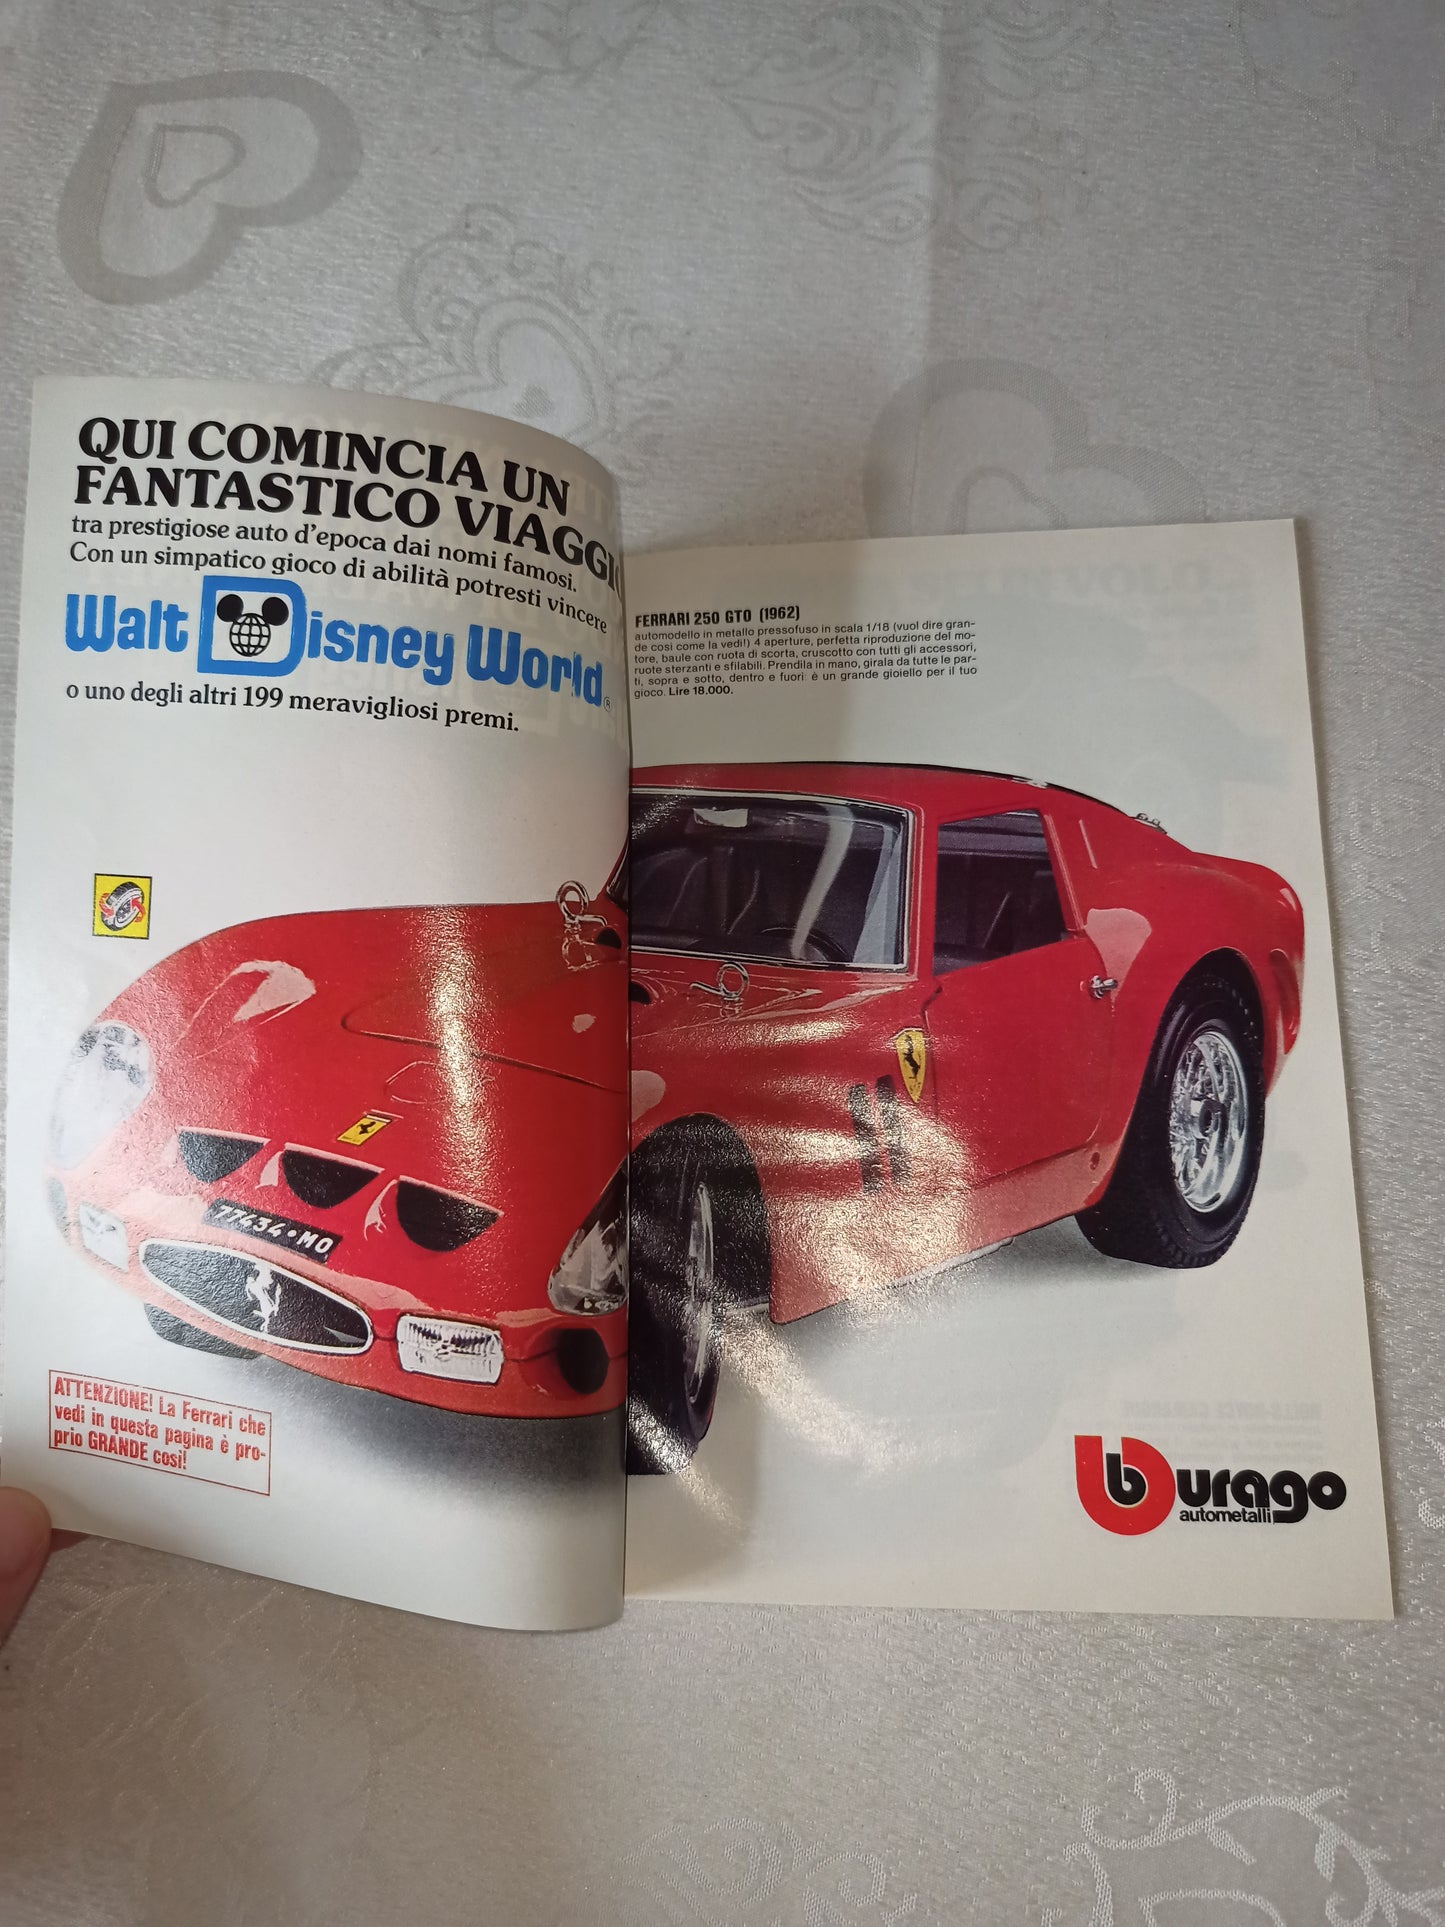 QUI COMINCIA UN
FANTASTICO VIAGGIO
tra prestigiose auto d'epoca dai nomi famosi.
Con un simpatico gioco di abilità potresti vincere
Walt Disney World®
o uno degli altri 199 meravigliosi premi.
77434•MO
ATTENZIONE! La Ferrari che
vedi in questa pagina è pro-
prio GRANDE cosi!
FERRARI 250 GTO (1962)
automodello in metallo pressofuso in scala 1/18 (vuol dire gran-
de cosi come la vedi!) 4 aperture, perfetta riproduzione del mo-
tore, baule con ruota di scorta, cruscotto con tutti gli accessori,
ruote sterzanti e sfilabili. Prendila in mano, girala da tutte le par-
ti, sopra e sotto, dentro e fuori: è un grande gioiello per il tuo
gioco. Lire 18.000.
burago
autometalli